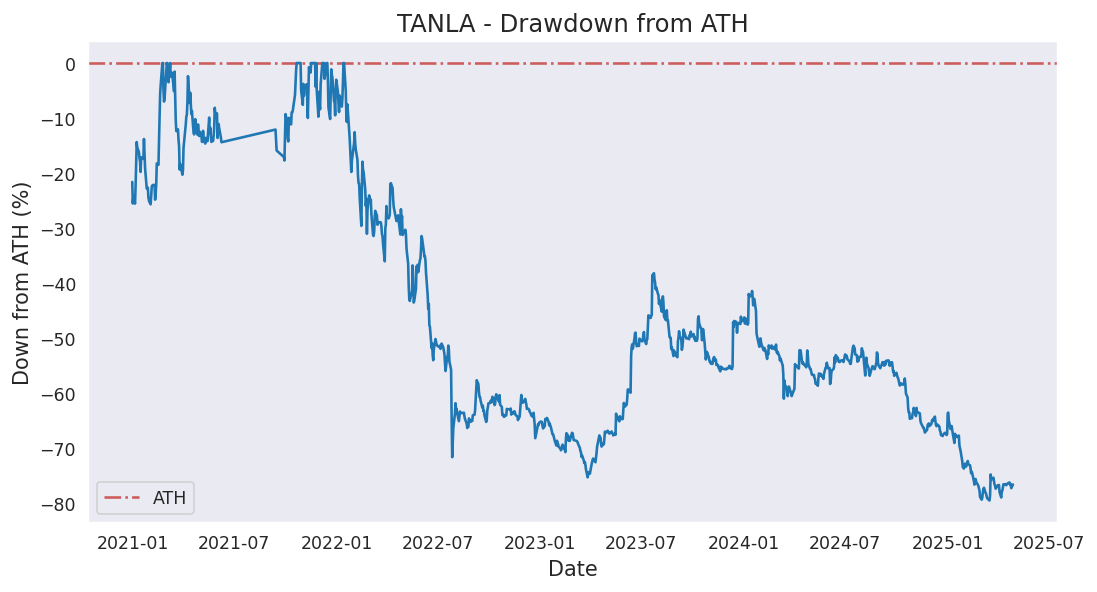 TANLA - Drawdown from ATH
Down from ATH (%)
0
−10
−20
−30
−40
−50
−60
−70
−80
ATH
2021-01 2021-07 2022-01 2022-07 2023-01 2023-07 2024-01 2024-07 2025-01 2025-07
Date